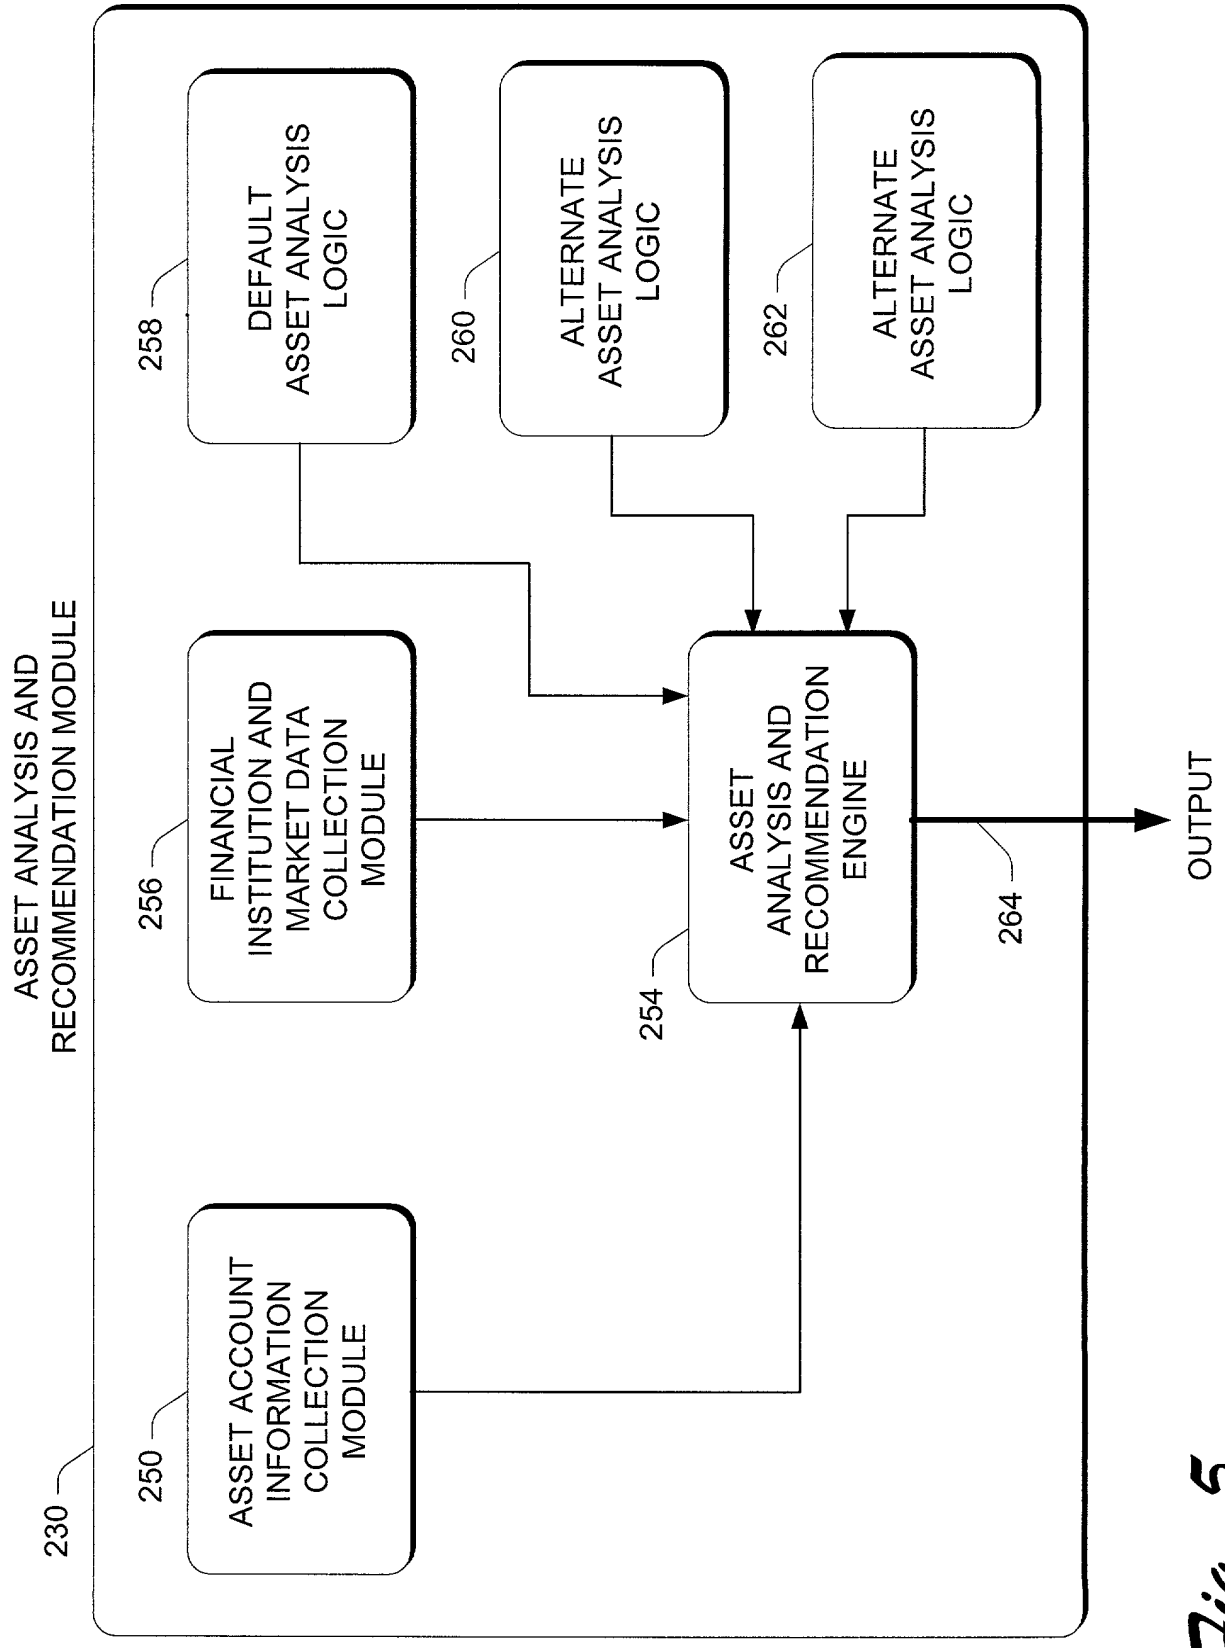 ASSET ANALYSIS AND
RECOMMENDATION MODULE
230
250
ASSET ACCOUNT
INFORMATION
COLLECTION
MODULE
256
FINANCIAL
INSTITUTION AND
MARKET DATA
COLLECTION
MODULE
258
DEFAULT
ASSET ANALYSIS
LOGIC
260
ALTERNATE
ASSET ANALYSIS
LOGIC
262
ALTERNATE
ASSET ANALYSIS
LOGIC
254
ASSET
ANALYSIS AND
RECOMMENDATION
ENGINE
264
OUTPUT
Fig. 5